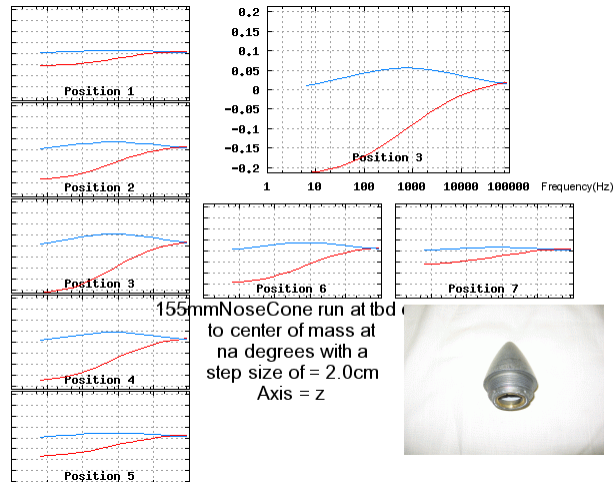 0.2
0.15
0.1
0.05
0
-0.05
-0.1
-0.15
-0.2
1 10 100 1000 10000 100000 Frequency(Hz)
Position 3
Position 1
Position 2
Position 3
Position 4
Position 5
Position 6
Position 7
155mmNoseCone run at tbd
to center of mass at
na degrees with a
step size of = 2.0cm
Axis = z